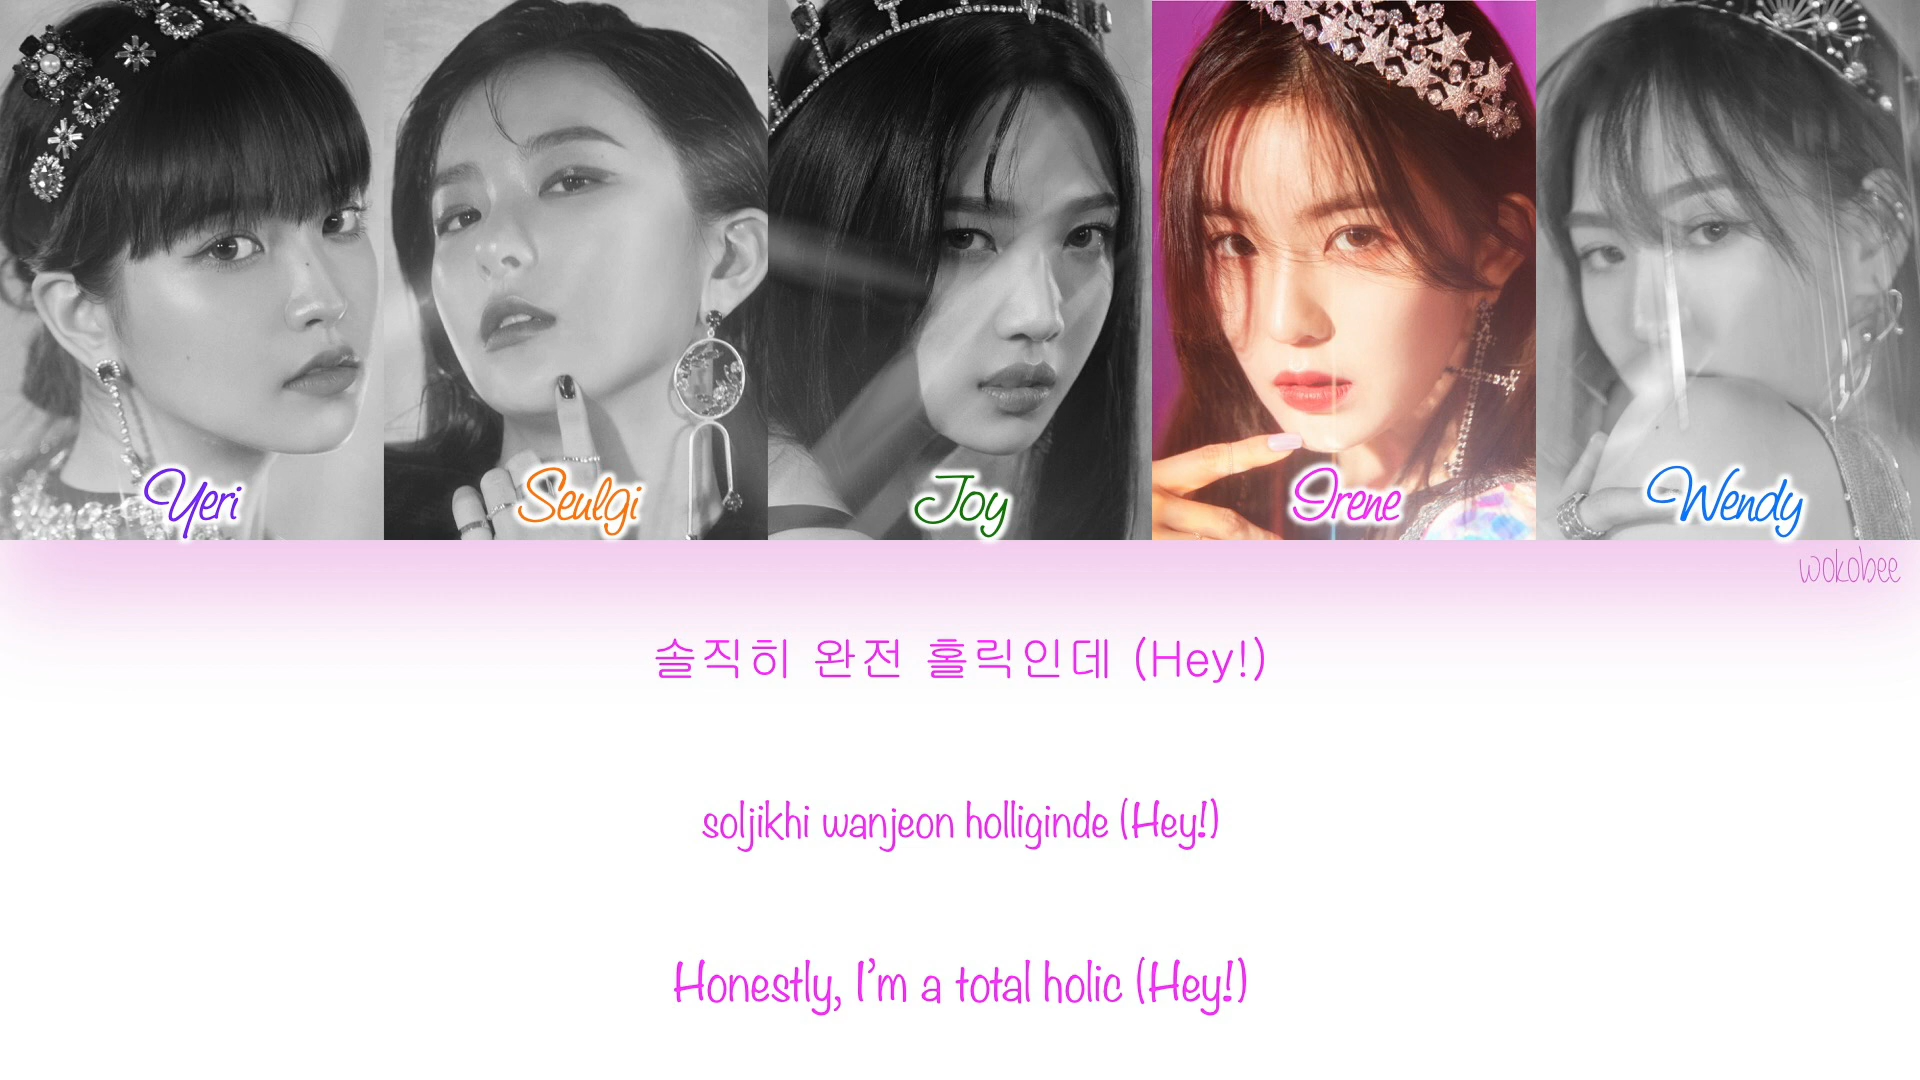 Yeri
Seulgi
Joy
Irene
Wendy
wokobee
솔직히 완전 홀릭인데 (Hey!)
soljikhi wanjeon holliginde (Hey!)
Honestly, I'm a total holic (Hey!)